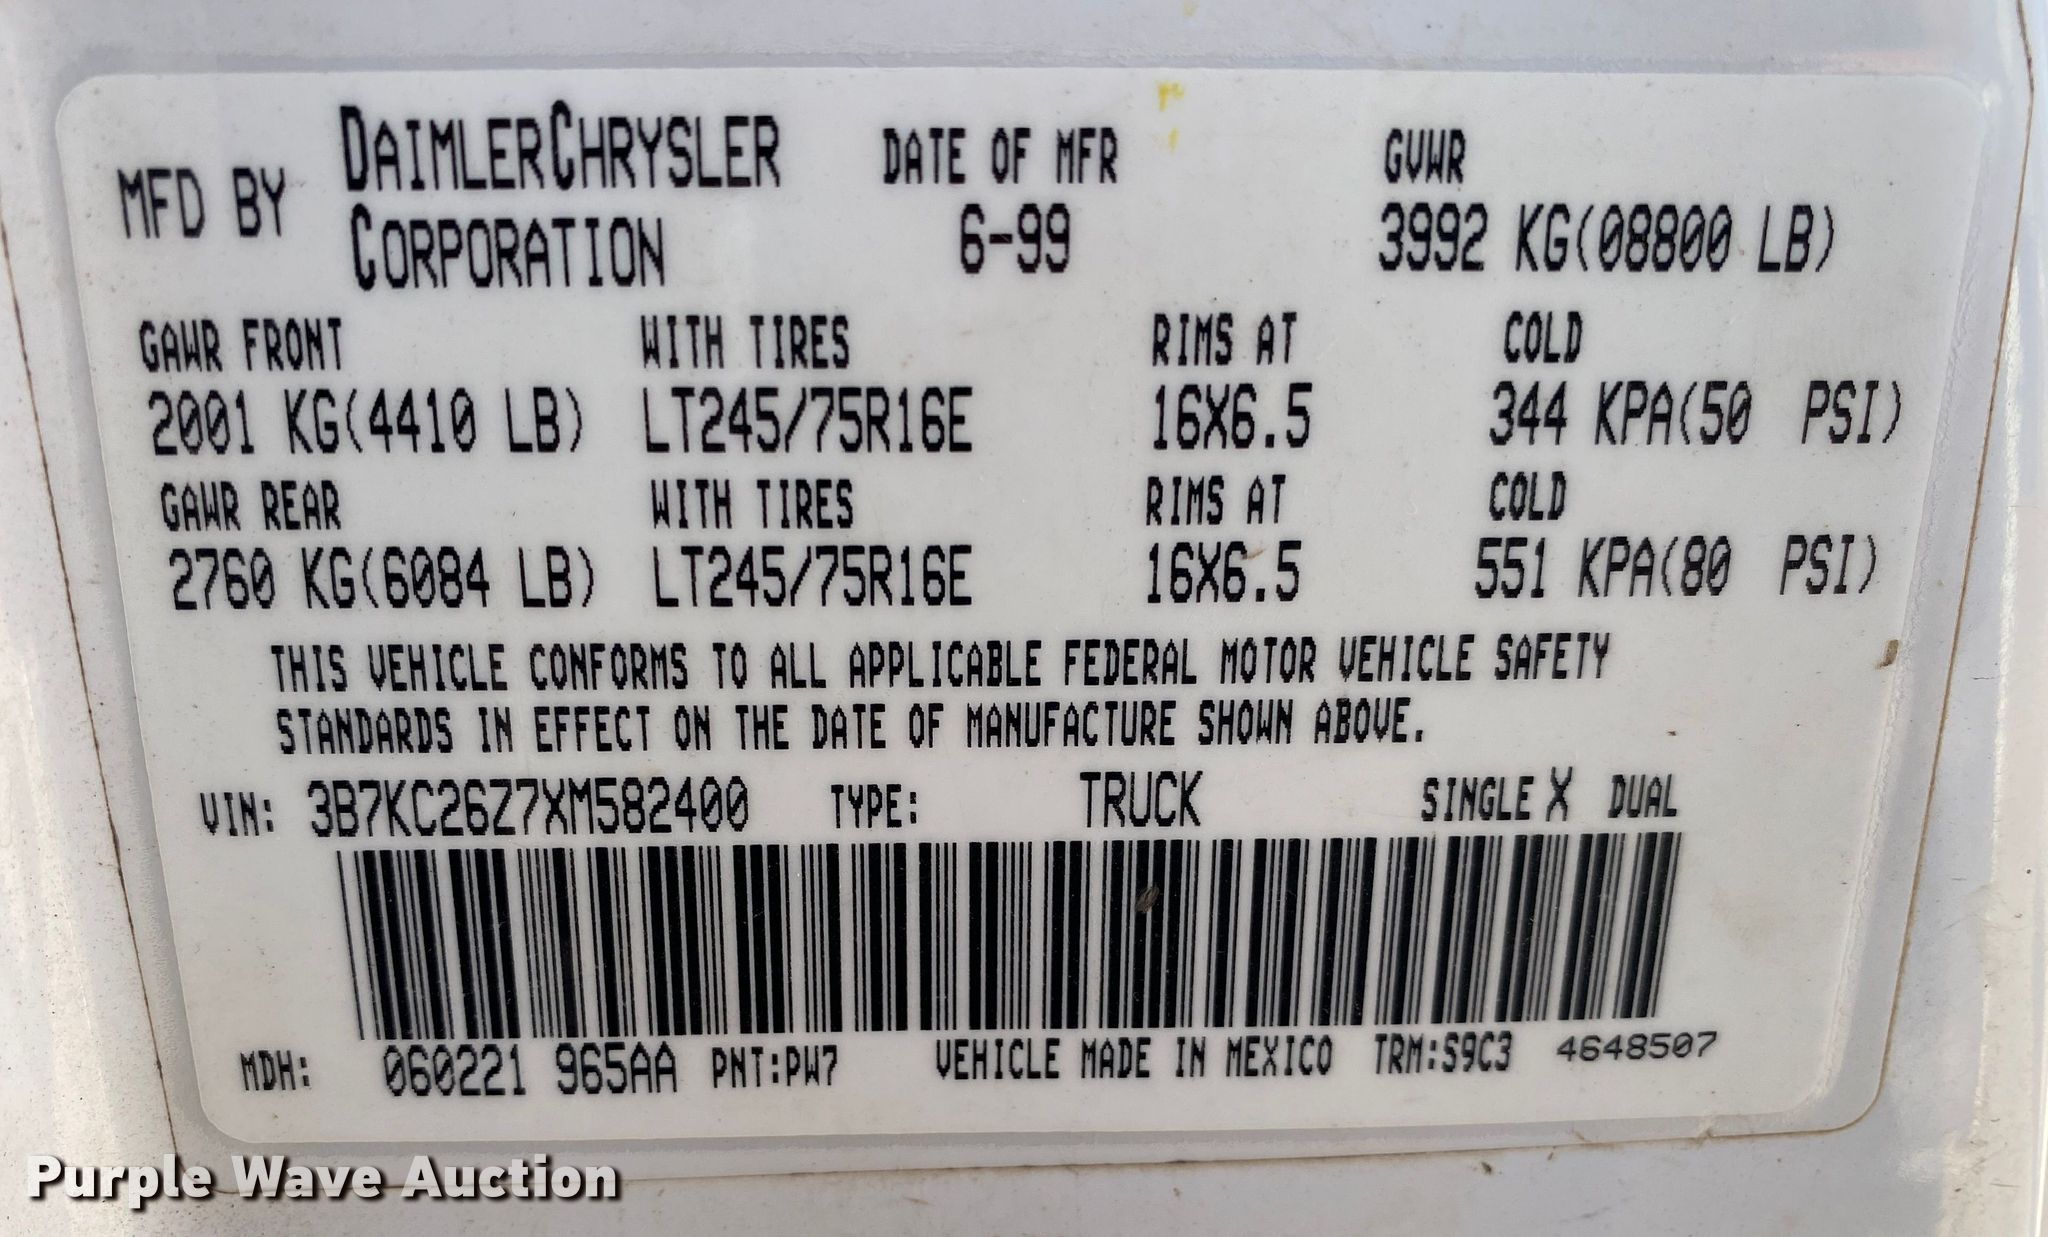 MFD BY DAIMLERCHRYSLER CORPORATION DATE OF MFR 6-99 GVWR 3992 KG(08800 LB)
GAWR FRONT WITH TIRES RIMS AT COLD
2001 KG(4410 LB) LT245/75R16E 16X6.5 344 KPA(50 PSI)
GAWR REAR WITH TIRES RIMS AT COLD
2760 KG(6084 LB) LT245/75R16E 16X6.5 551 KPA(80 PSI)
THIS VEHICLE CONFORMS TO ALL APPLICABLE FEDERAL MOTOR VEHICLE SAFETY
STANDARDS IN EFFECT ON THE DATE OF MANUFACTURE SHOWN ABOVE.
VIN: 3B7KC26Z7XM582400 TYPE: TRUCK SINGLE X DUAL
MDH: 060221 965AA PNT:PW7 VEHICLE MADE IN MEXICO TRM:S9C3 4648507
Purple Wave Auction